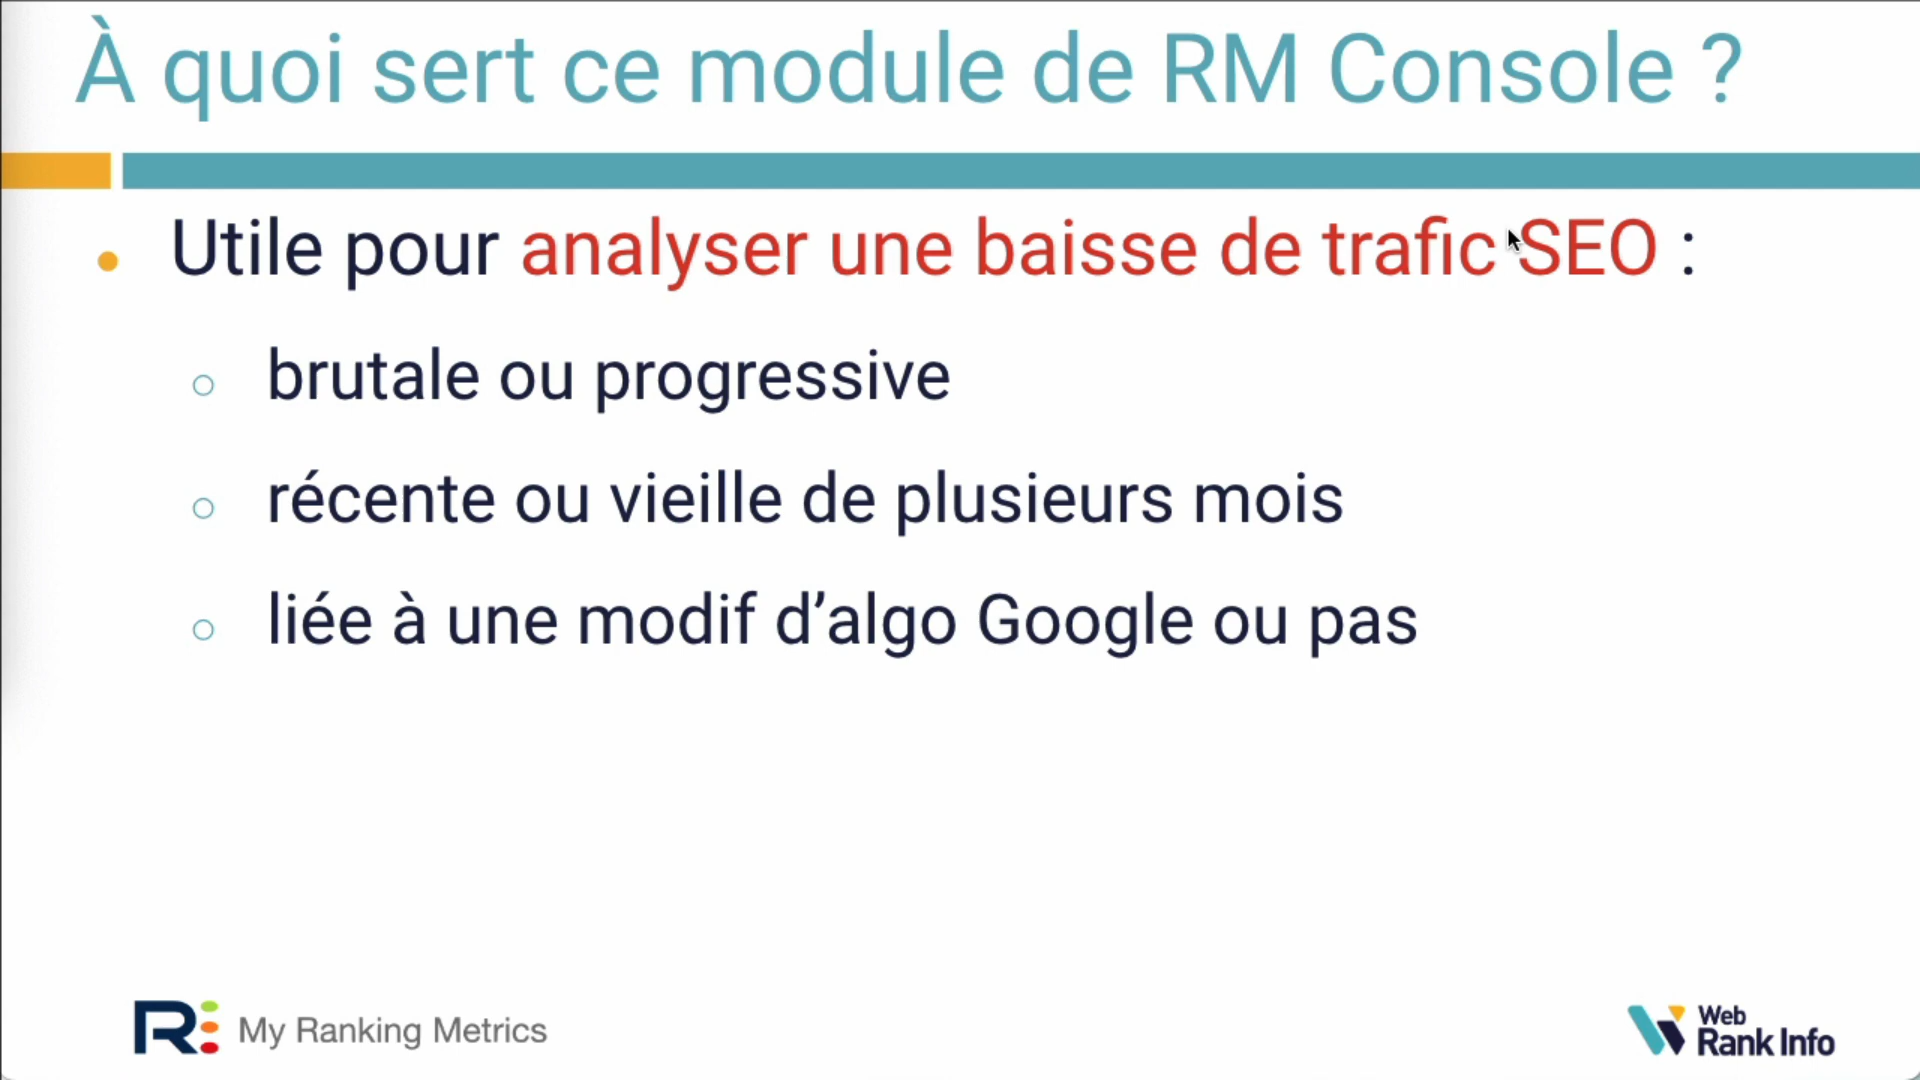 À quoi sert ce module de RM Console ?
Utile pour analyser une baisse de trafic SEO :
brutale ou progressive
récente ou vieille de plusieurs mois
liée à une modif d’algo Google ou pas
R
My Ranking Metrics
Web
Rank Info